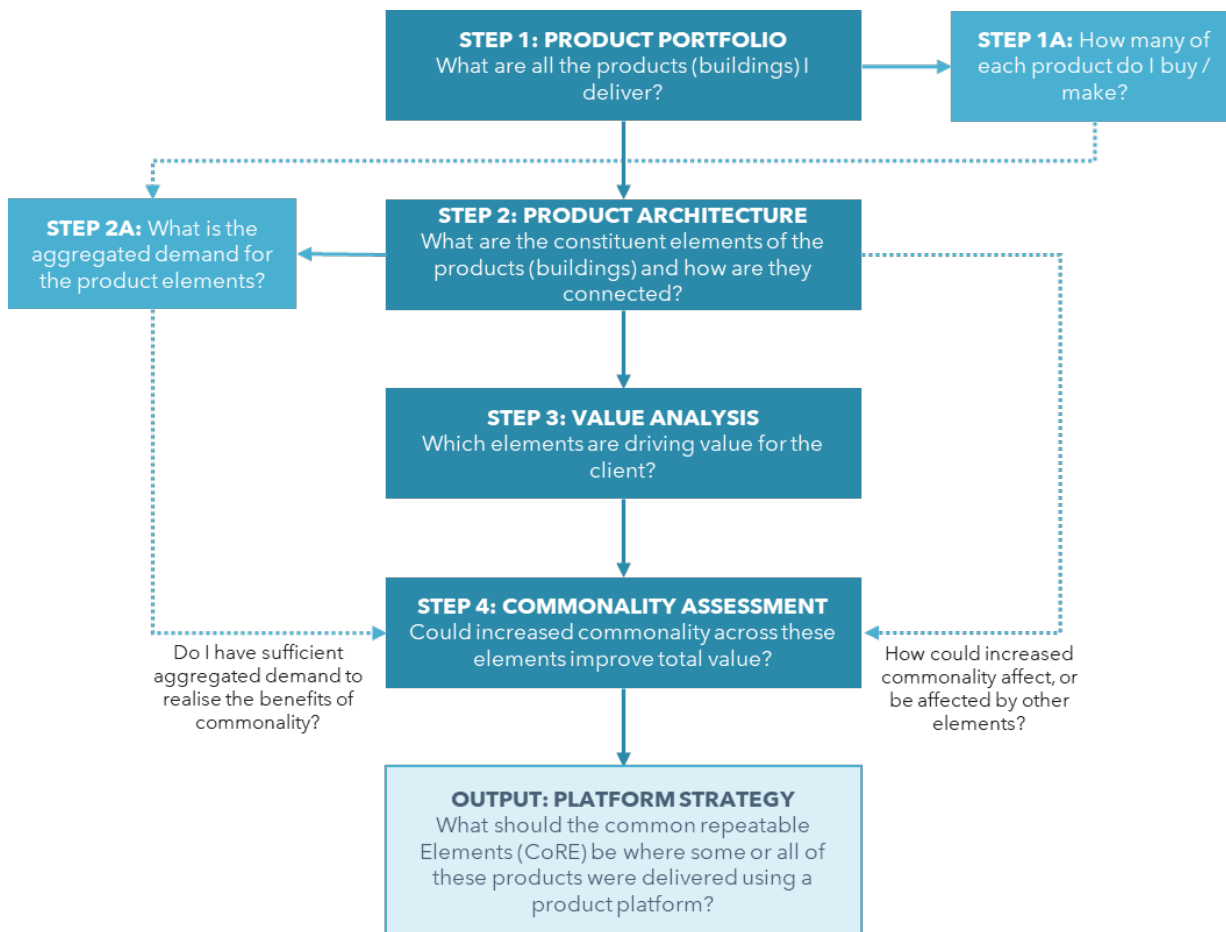 STEP 1: PRODUCT PORTFOLIO
What are all the products (buildings) I
deliver?
STEP 1A: How many of
each product do I buy /
make?
STEP 2A: What is the
aggregated demand for
the product elements?
STEP 2: PRODUCT ARCHITECTURE
What are the constituent elements of the
products (buildings) and how are they
connected?
STEP 3: VALUE ANALYSIS
Which elements are driving value for the
client?
STEP 4: COMMONALITY ASSESSMENT
Could increased commonality across these
elements improve total value?
Do I have sufficient
aggregated demand to
realise the benefits of
commonality?
How could increased
commonality affect, or
be affected by other
elements?
OUTPUT: PLATFORM STRATEGY
What should the common repeatable
Elements (CoRE) be where some or all of
these products were delivered using a
product platform?